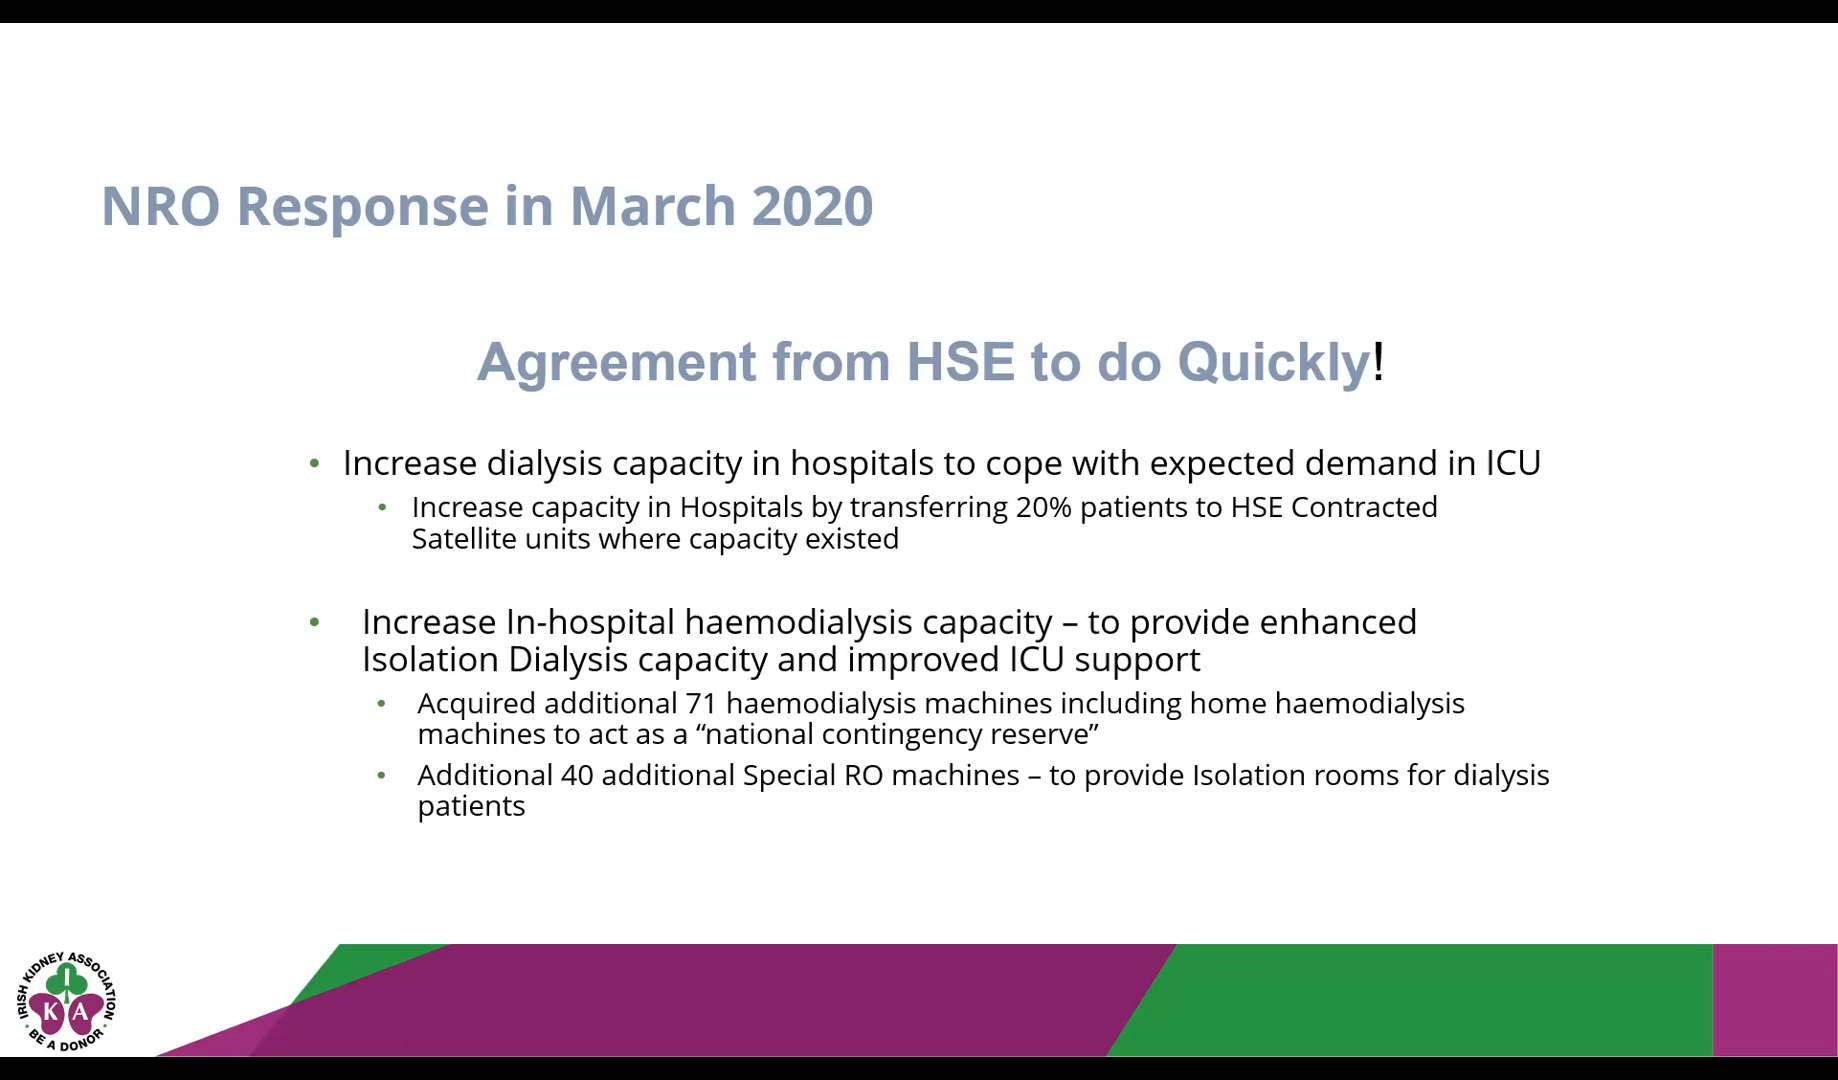 NRO Response in March 2020
Agreement from HSE to do Quickly!
• Increase dialysis capacity in hospitals to cope with expected demand in ICU
• Increase capacity in Hospitals by transferring 20% patients to HSE Contracted
Satellite units where capacity existed
• Increase In-hospital haemodialysis capacity – to provide enhanced
Isolation Dialysis capacity and improved ICU support
• Acquired additional 71 haemodialysis machines including home haemodialysis
machines to act as a “national contingency reserve”
• Additional 40 additional Special RO machines – to provide Isolation rooms for dialysis
patients
IRISH KIDNEY ASSOCIATION
I
K A
• BE A DONOR •